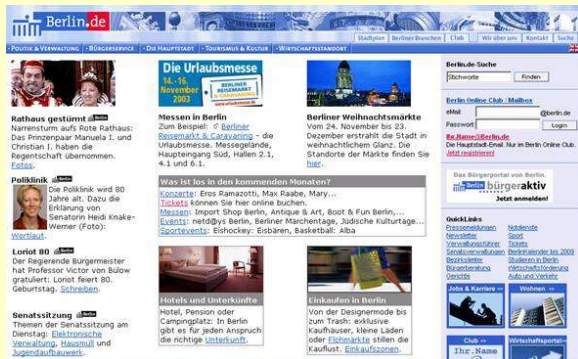 Berlin.de
Stadtplan
Berliner Branchen
Club
Wir über uns
Kontakt
Suche
• POLITIK & VERWALTUNG • BÜRGERSERVICE • DIE HAUPTSTADT • TOURISMUS & KULTUR • WIRTSCHAFTSSTANDORT
Rathaus gestürmt
Narrensturm aufs Rote Rathaus:
Das Prinzenpaar Manuela I. und
Christian I. haben die
Regentschaft übernommen.
Fotos.
Poliklinik
Die Poliklinik wird 80
Jahre alt. Dazu die
Erklärung von
Senatorin Heidi Knake-
Werner (Foto):
Wortlaut.
Loriot 80
Der Regierende Bürgermeister
hat Professor Victor von Bülow
gratuliert: Loriot feiert 80.
Geburtstag. Schreiben.
Senatssitzung
Themen der Senatssitzung am
Dienstag: Elektronische
Verwaltung, Hausmüll und
Jugendaufbauwerk.
Die Urlaubsmesse
14.-16.
November
2003
BERLINER
REISEMARKT
& CARAVANING
Messen in Berlin
Zum Beispiel: Berliner
Reisemarkt & Caravaning - die
Urlaubsmesse. Messegelände,
Haupteingang Süd, Hallen 2.1,
4.1 und 6.1.
Berliner Weihnachtsmärkte
Vom 24. November bis 23.
Dezember erstrahlt die Stadt in
weihnachtlichem Glanz. Die
Standorte der Märkte finden Sie
hier.
Was ist los in den kommenden Monaten?
Konzerte: Eros Ramazotti, Max Raabe, Mary...
Tickets können Sie hier online buchen.
Messen: Import Shop Berlin, Antique & Art, Boot & Fun Berlin,...
Events: netd@ys Berlin, Berliner Märchentage, Jüdische Kulturtage...
Sportevents: Eishockey: Eisbären, Basketball: Alba
Hotels und Unterkünfte
Hotel, Pension oder
Campingplatz: In Berlin
gibt es für jeden Anspruch
die richtige Unterkunft.
Einkaufen in Berlin
Von der Designermode bis
zum Trash: exklusive
Kaufhäuser, kleine Läden
oder Flohmärkte stillen die
Kauflust. Einkaufszonen.
Berlin.de-Suche
Stichworte
Finden
Berlin Online Club / Mailbox
eMail
@berlin.de
Passwort
Login
Ihr.Name@Berlin.de
Die Hauptstadt-Email. Nur im Berlin Online Club.
Jetzt registrieren!
Das Bürgerportal von Berlin.
Berlin bürgeraktiv
Jetzt anmelden!
QuickLinks
Pressemeldungen
Newsletter
Verwaltungsführer
Senatsverwaltungen
Bezirksämter
Bürgerberatung
Gerichte
Notdienste
Sport
Tickets
BerlinKalender bis 2009
Studieren in Berlin
Wirtschaftsförderung
Auto und Verkehr
Jobs & Karriere
Wohnen
Club
Ihr.Name
Wirtschaftsportal